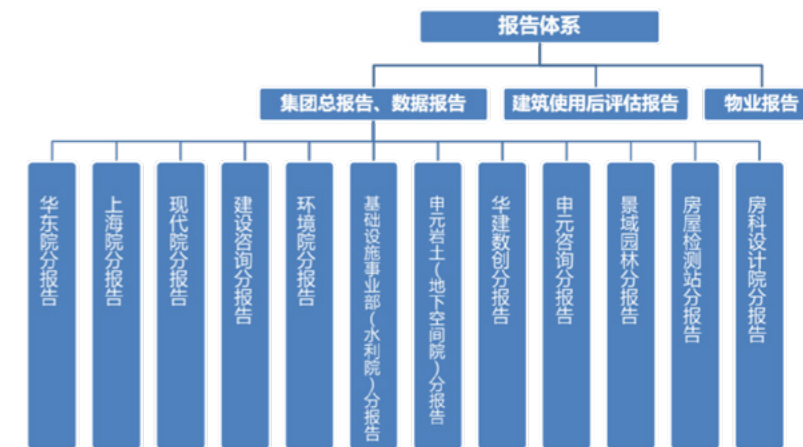 报告体系
集团总报告、数据报告
建筑使用后评估报告
物业报告
华东院分报告
上海院分报告
现代院分报告
建设咨询分报告
环境院分报告
基础设施事业部(水利院)分报告
申元岩土(地下空间院)分报告
华建数创分报告
申元咨询分报告
景域园林分报告
房屋检测站分报告
房科设计院分报告